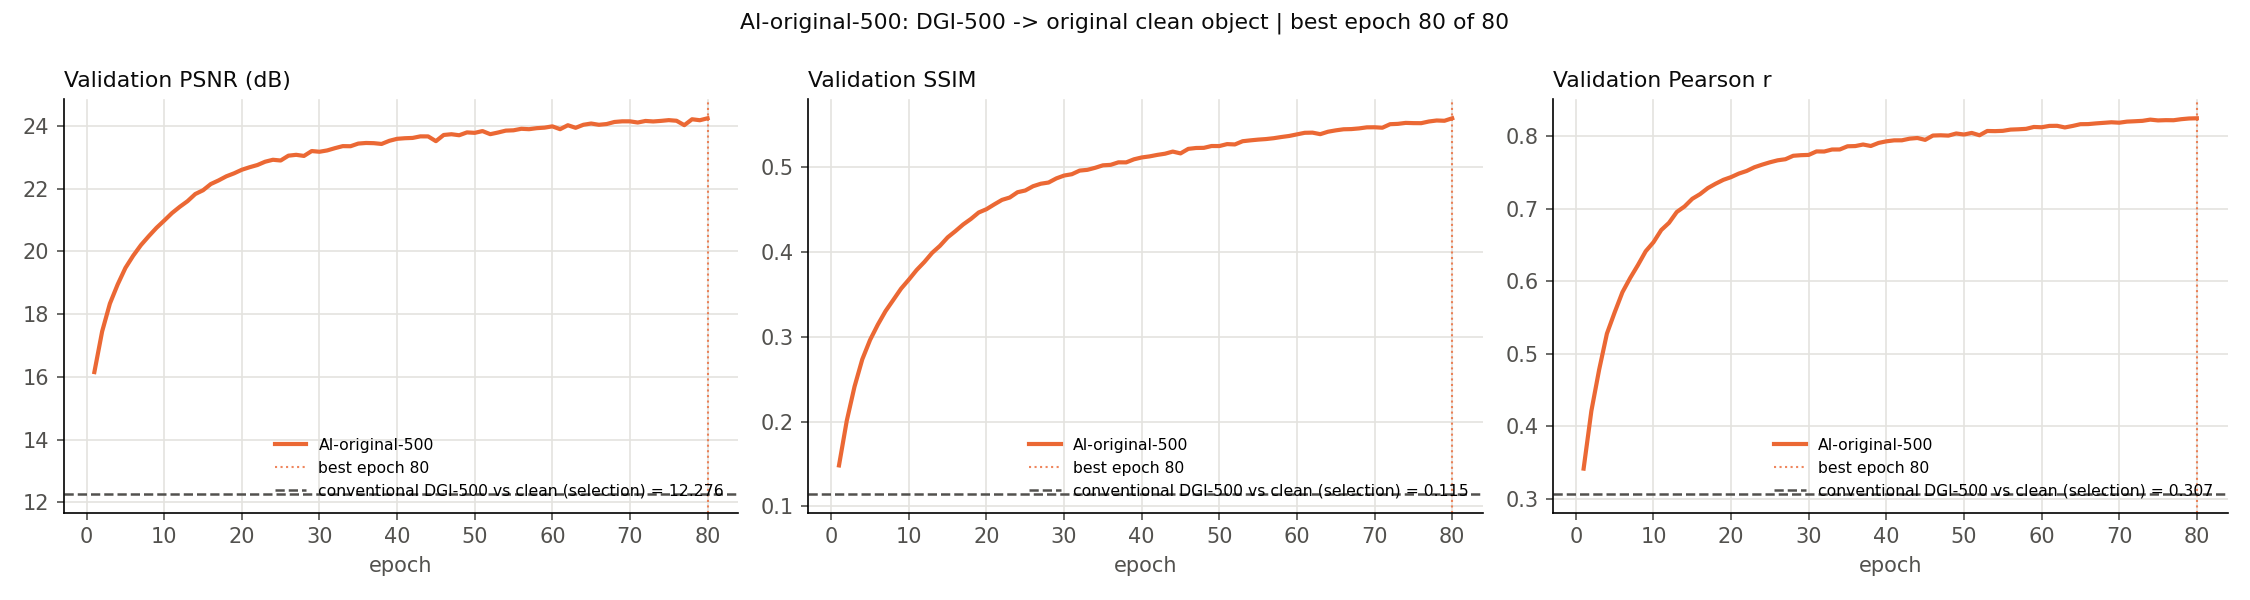 AI-original-500: DGI-500 -> original clean object | best epoch 80 of 80
Validation PSNR (dB)
24
22
20
18
16
14
12
AI-original-500
best epoch 80
conventional DGI-500 vs clean (selection) = 12.276
0 10 20 30 40 50 60 70 80
epoch
Validation SSIM
0.5
0.4
0.3
0.2
0.1
AI-original-500
best epoch 80
conventional DGI-500 vs clean (selection) = 0.115
0 10 20 30 40 50 60 70 80
epoch
Validation Pearson r
0.8
0.7
0.6
0.5
0.4
0.3
AI-original-500
best epoch 80
conventional DGI-500 vs clean (selection) = 0.307
0 10 20 30 40 50 60 70 80
epoch